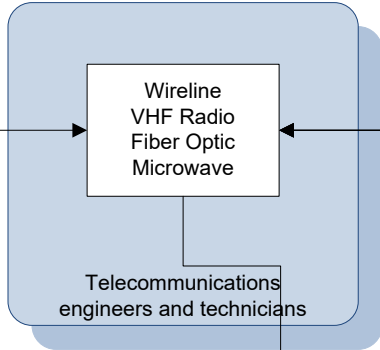 Wireline
VHF Radio
Fiber Optic
Microwave
Telecommunications
engineers and technicians